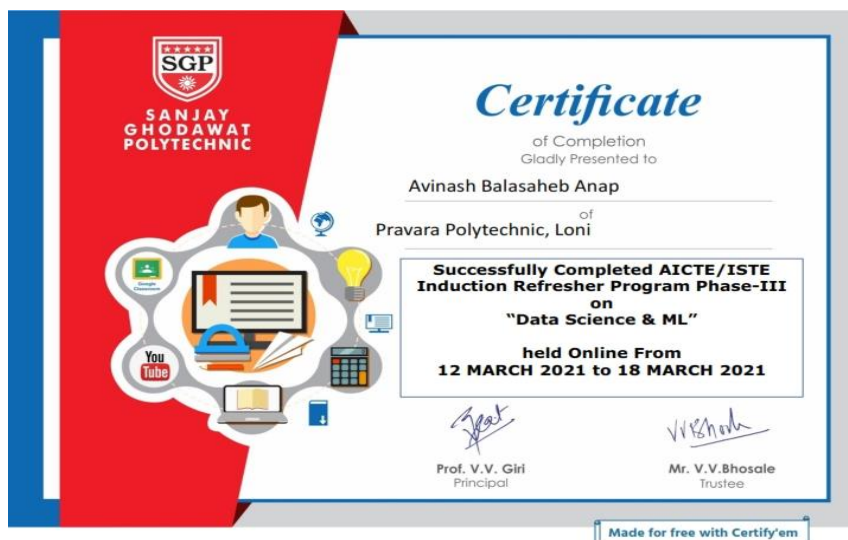 SGP
SANJAY
GHODAWAT
POLYTECHNIC
Certificate
of Completion
Gladly Presented to
Avinash Balasaheb Anap
of
Pravara Polytechnic, Loni
Successfully Completed AICTE/ISTE
Induction Refresher Program Phase-III
on
“Data Science & ML”
held Online From
12 MARCH 2021 to 18 MARCH 2021
Google
Classroom
You
Tube
Prof. V.V. Giri
Principal
Mr. V.V.Bhosale
Trustee
Made for free with Certify'em